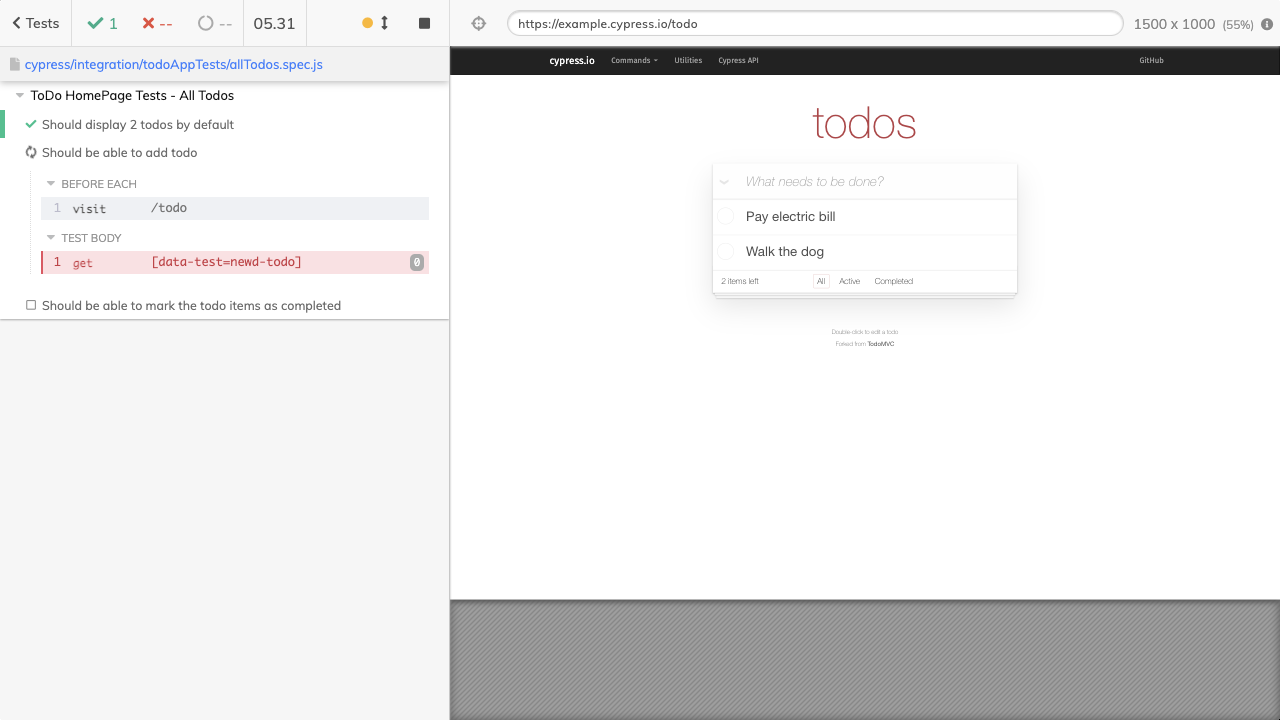 Tests
1
--
--
05.31
cypress/integration/todoAppTests/allTodos.spec.js
ToDo HomePage Tests - All Todos
Should display 2 todos by default
Should be able to add todo
BEFORE EACH
1 visit /todo
TEST BODY
1 get [data-test=newd-todo] 0
Should be able to mark the todo items as completed
https://example.cypress.io/todo
1500 x 1000 (55%)
cypress.io Commands Utilities Cypress API GitHub
todos
What needs to be done?
Pay electric bill
Walk the dog
2 items left All Active Completed
Double-click to edit a todo
Forked from TodoMVC